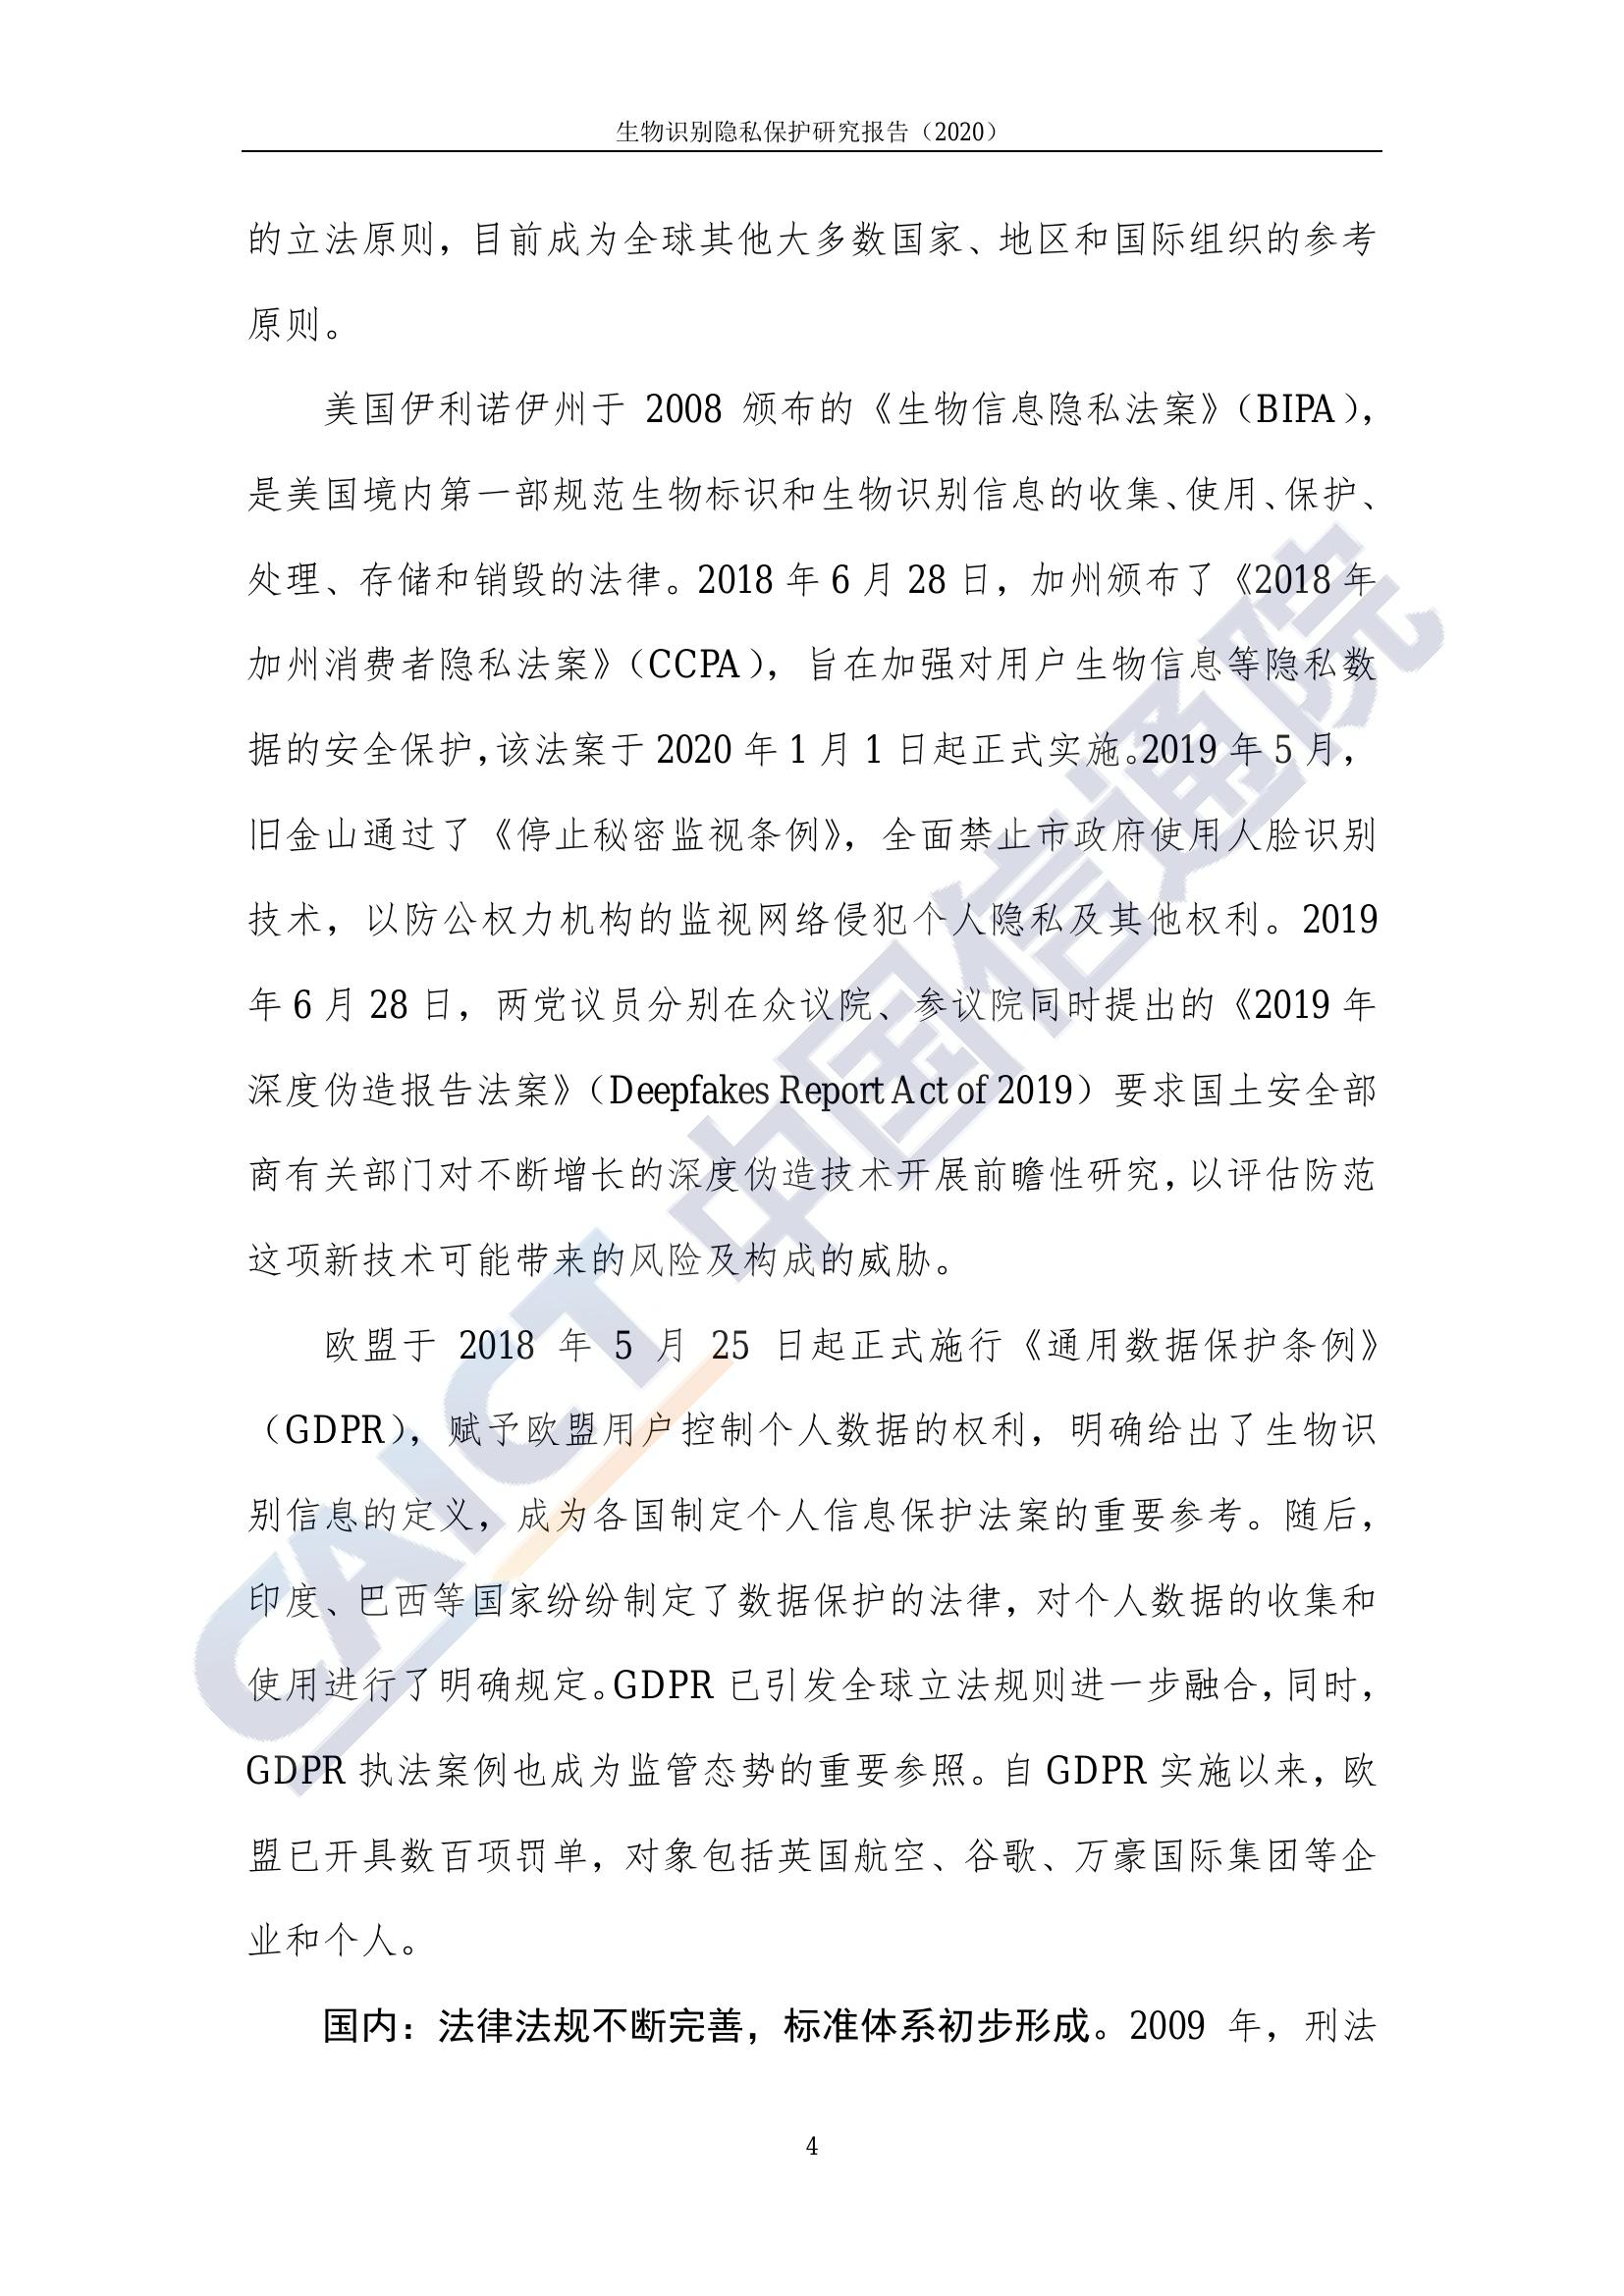 生物识别隐私保护研究报告（2020）
的立法原则，目前成为全球其他大多数国家、地区和国际组织的参考
原则。
美国伊利诺伊州于 2008 颁布的《生物信息隐私法案》（BIPA），
是美国境内第一部规范生物标识和生物识别信息的收集、使用、保护、
处理、存储和销毁的法律。2018 年 6 月 28 日，加州颁布了《2018 年
加州消费者隐私法案》（CCPA），旨在加强对用户生物信息等隐私数
据的安全保护，该法案于 2020 年 1 月 1 日起正式实施。2019 年 5 月，
旧金山通过了《停止秘密监视条例》，全面禁止市政府使用人脸识别
技术，以防公权力机构的监视网络侵犯个人隐私及其他权利。2019
年 6 月 28 日，两党议员分别在众议院、参议院同时提出的《2019 年
深度伪造报告法案》（Deepfakes Report Act of 2019）要求国土安全部
商有关部门对不断增长的深度伪造技术开展前瞻性研究，以评估防范
这项新技术可能带来的风险及构成的威胁。
欧盟于 2018 年 5 月 25 日起正式施行《通用数据保护条例》
（GDPR），赋予欧盟用户控制个人数据的权利，明确给出了生物识
别信息的定义，成为各国制定个人信息保护法案的重要参考。随后，
印度、巴西等国家纷纷制定了数据保护的法律，对个人数据的收集和
使用进行了明确规定。GDPR 已引发全球立法规则进一步融合，同时，
GDPR 执法案例也成为监管态势的重要参照。自 GDPR 实施以来，欧
盟已开具数百项罚单，对象包括英国航空、谷歌、万豪国际集团等企
业和个人。
国内：法律法规不断完善，标准体系初步形成。2009 年，刑法
4
CAICT 中国信通院